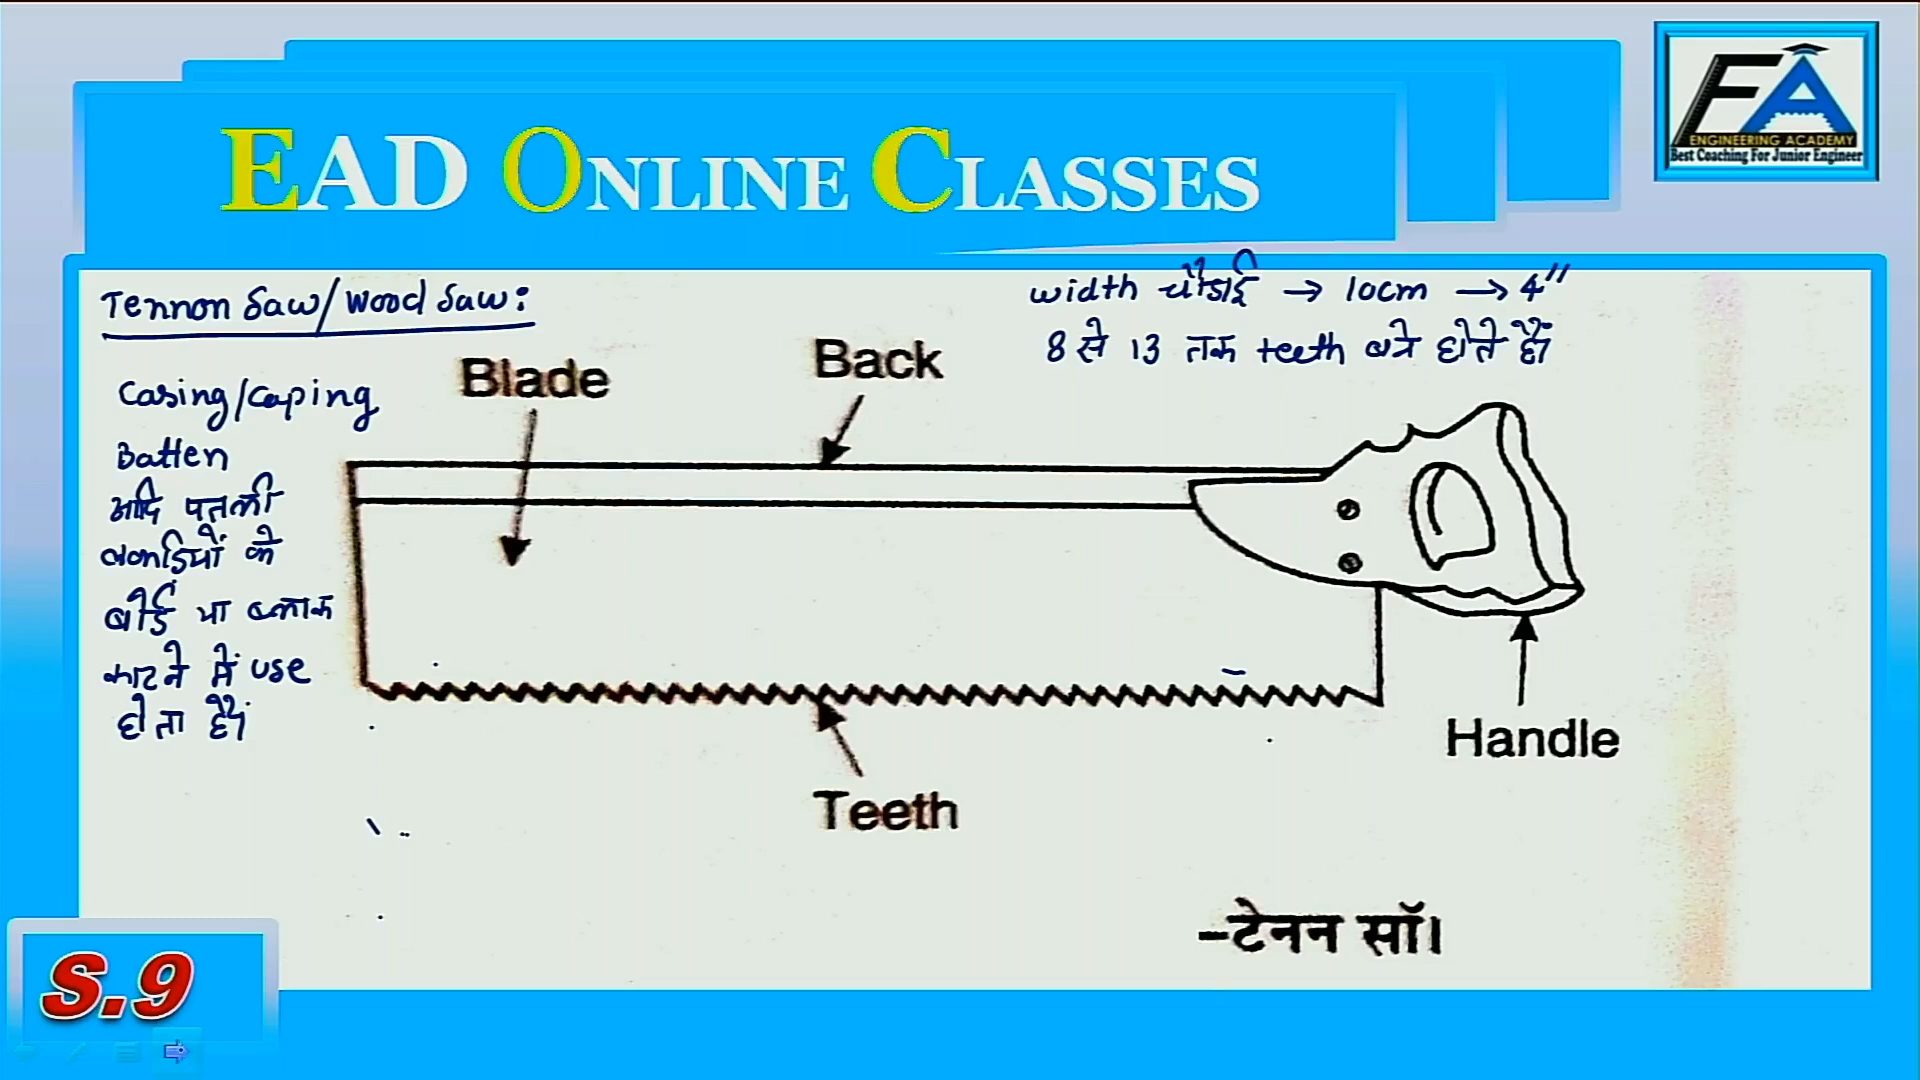 EAD ONLINE CLASSES
FA
ENGINEERING ACADEMY
Best Coaching For Junior Engineer
Tennon Saw/Wood Saw:
width चौड़ाई → 10cm → 4"
8 से 13 तक teeth बने होते हैं
Back
Blade
Casing/Caping
Batten
आदि पतली
लकड़ियों के
बोर्ड या ब्लाक
काटने में use
होता है।
Handle
Teeth
–टेनन सॉ।
S.9